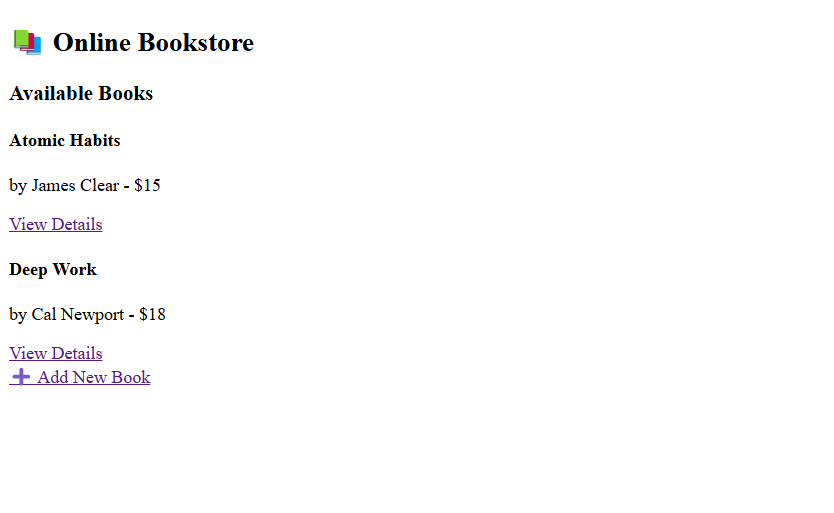 📚 Online Bookstore
Available Books
Atomic Habits
by James Clear - $15
View Details
Deep Work
by Cal Newport - $18
View Details
➕ Add New Book